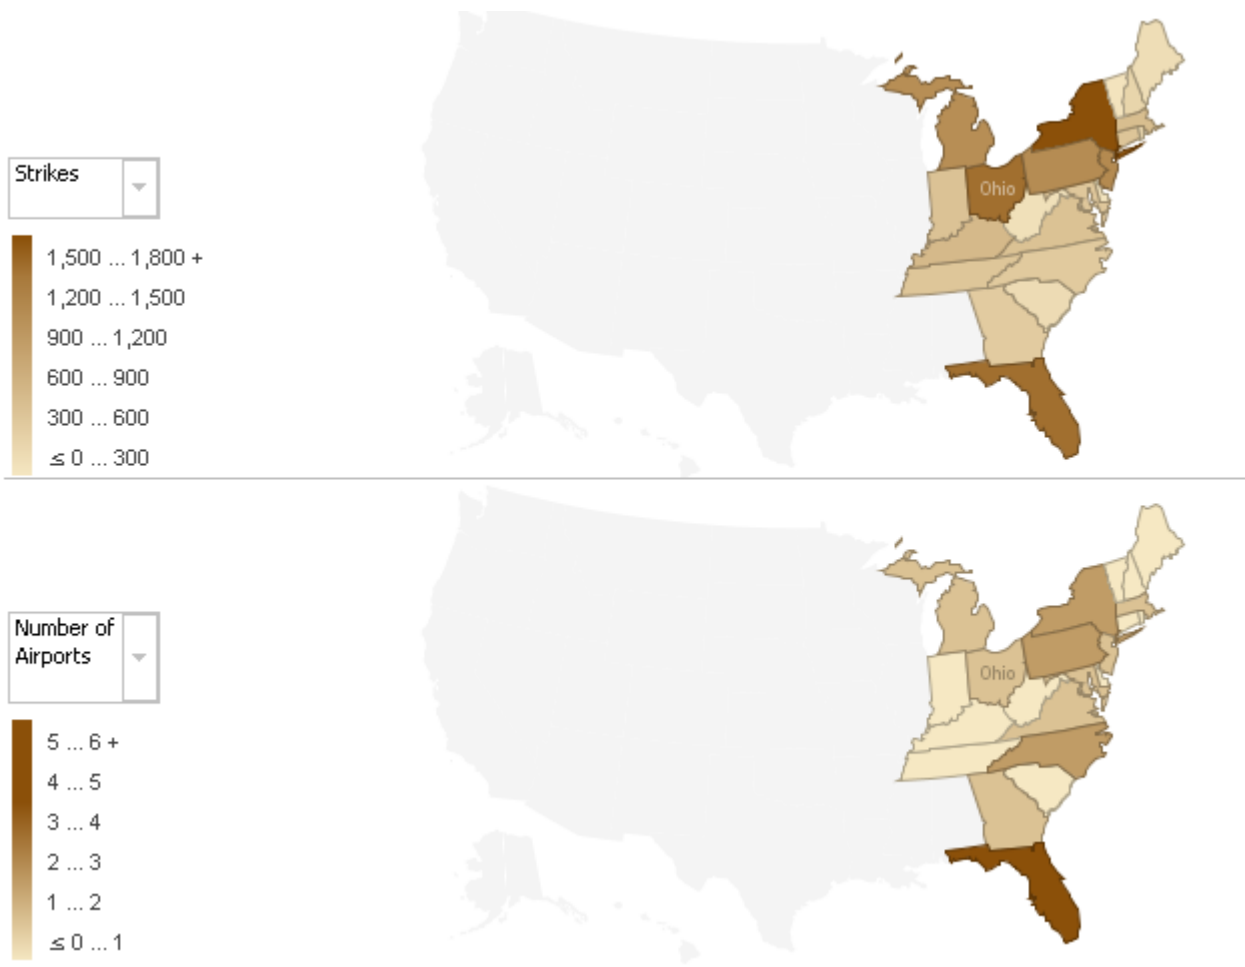 Strikes
1,500 ... 1,800 +
1,200 ... 1,500
900 ... 1,200
600 ... 900
300 ... 600
≤ 0 ... 300
Ohio
Number of
Airports
5 ... 6 +
4 ... 5
3 ... 4
2 ... 3
1 ... 2
≤ 0 ... 1
Ohio